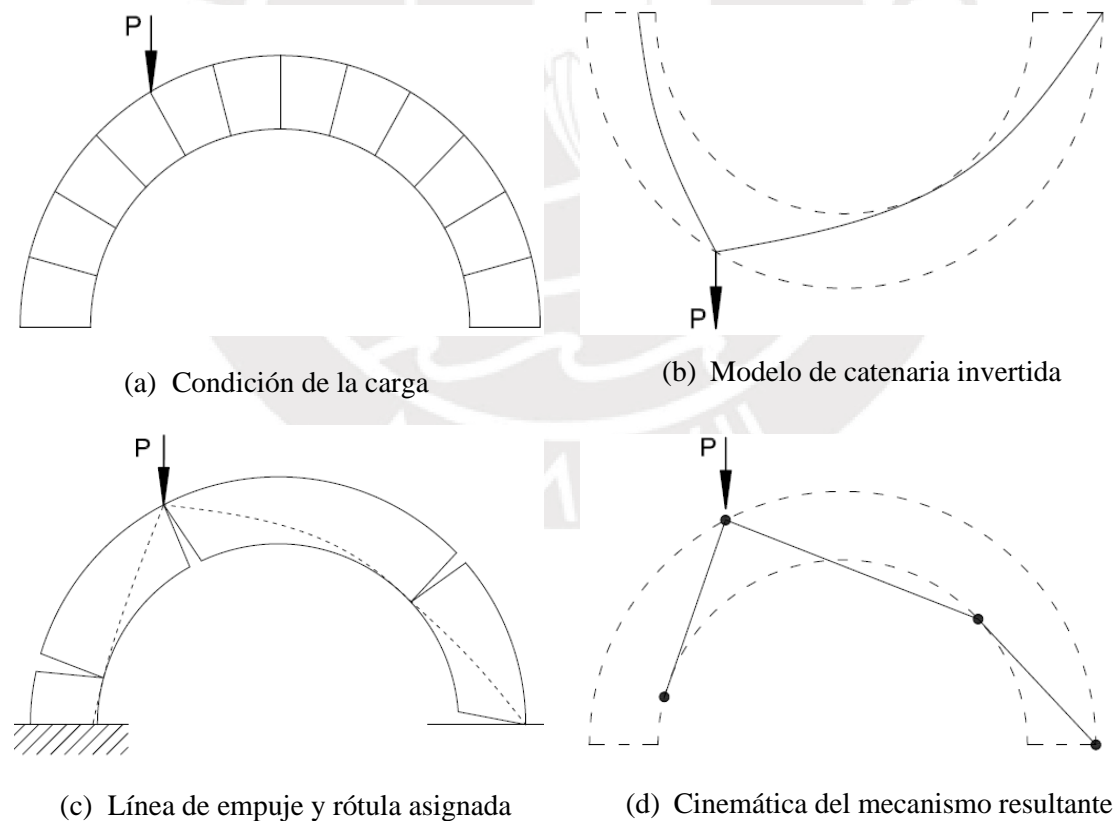 P
(a) Condición de la carga
P
(b) Modelo de catenaria invertida
P
(c) Línea de empuje y rótula asignada
P
(d) Cinemática del mecanismo resultante